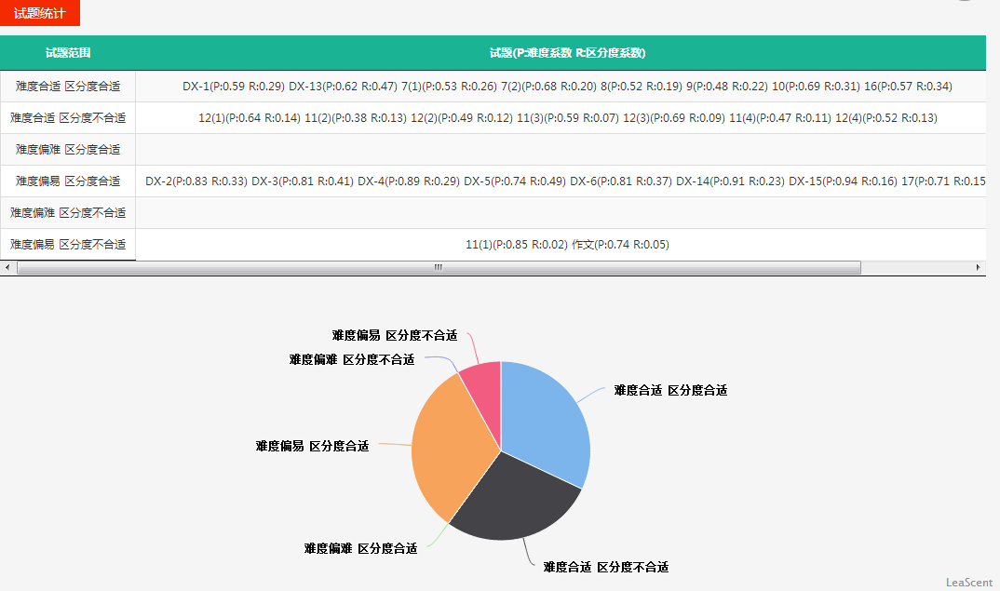 试题统计
试题范围 试题(P:难度系数 R:区分度系数)
难度合适 区分度合适 DX-1(P:0.59 R:0.29) DX-13(P:0.62 R:0.47) 7(1)(P:0.53 R:0.26) 7(2)(P:0.68 R:0.20) 8(P:0.52 R:0.19) 9(P:0.48 R:0.22) 10(P:0.69 R:0.31) 16(P:0.57 R:0.34)
难度合适 区分度不合适 12(1)(P:0.64 R:0.14) 11(2)(P:0.38 R:0.13) 12(2)(P:0.49 R:0.12) 11(3)(P:0.59 R:0.07) 12(3)(P:0.69 R:0.09) 11(4)(P:0.47 R:0.11) 12(4)(P:0.52 R:0.13)
难度偏难 区分度合适
难度偏易 区分度合适 DX-2(P:0.83 R:0.33) DX-3(P:0.81 R:0.41) DX-4(P:0.89 R:0.29) DX-5(P:0.74 R:0.49) DX-6(P:0.81 R:0.37) DX-14(P:0.91 R:0.23) DX-15(P:0.94 R:0.16) 17(P:0.71 R:0.15
难度偏难 区分度不合适
难度偏易 区分度不合适 11(1)(P:0.85 R:0.02) 作文(P:0.74 R:0.05)
难度偏易 区分度不合适
难度偏难 区分度不合适
难度合适 区分度合适
难度偏易 区分度合适
难度偏难 区分度合适
难度合适 区分度不合适
LeaScent